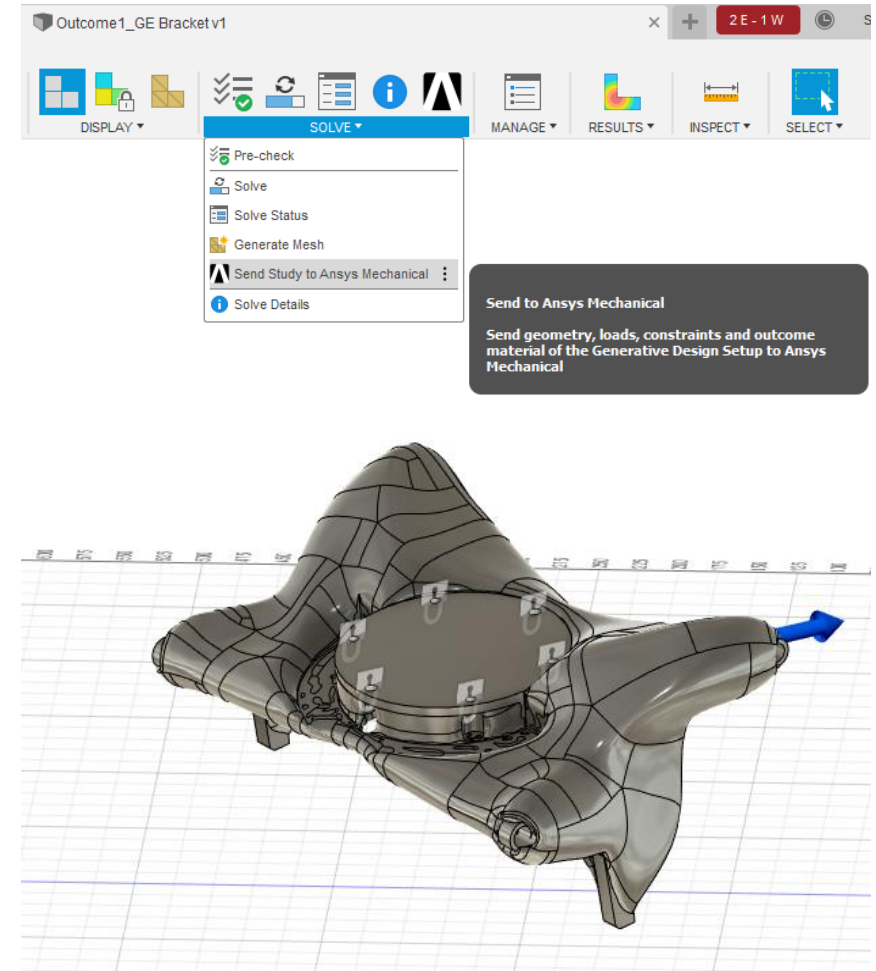 Outcome1_GE Bracket v1
2 E - 1 W
DISPLAY
SOLVE
MANAGE
RESULTS
INSPECT
SELECT
Pre-check
Solve
Solve Status
Generate Mesh
Send Study to Ansys Mechanical
Solve Details
Send to Ansys Mechanical
Send geometry, loads, constraints and outcome
material of the Generative Design Setup to Ansys
Mechanical